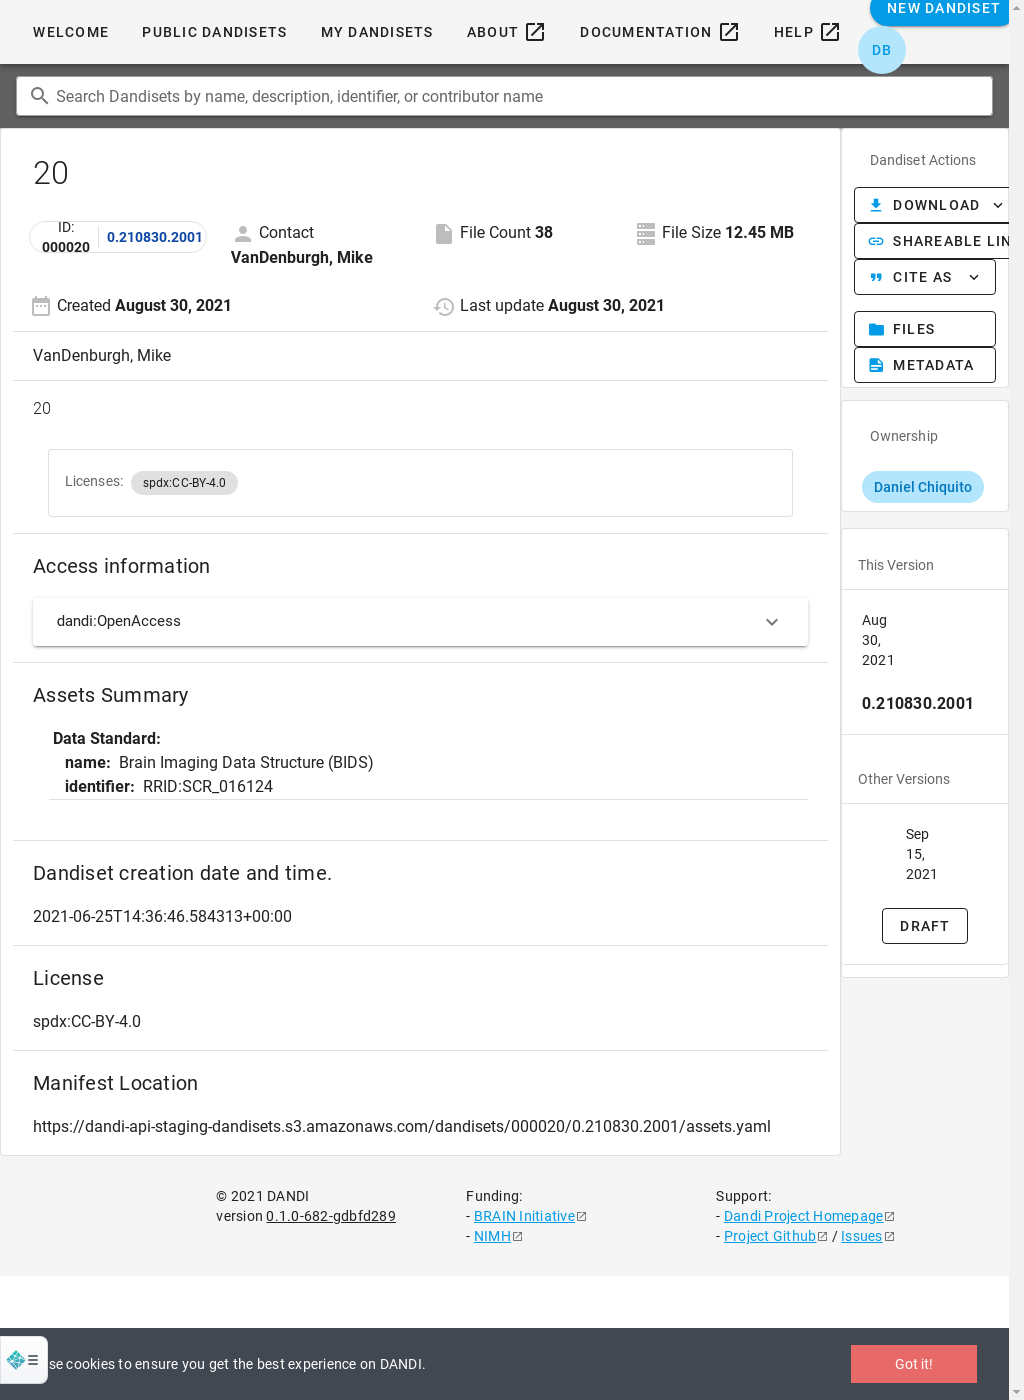 WELCOME PUBLIC DANDISETS MY DANDISETS ABOUT DOCUMENTATION HELP NEW DANDISET
DB
Search Dandisets by name, description, identifier, or contributor name
20
ID: 000020 0.210830.2001
Contact VanDenburgh, Mike
File Count 38
File Size 12.45 MB
Created August 30, 2021
Last update August 30, 2021
VanDenburgh, Mike
20
Licenses: spdx:CC-BY-4.0
Access information
dandi:OpenAccess
Assets Summary
Data Standard:
name: Brain Imaging Data Structure (BIDS)
identifier: RRID:SCR_016124
Dandiset creation date and time.
2021-06-25T14:36:46.584313+00:00
License
spdx:CC-BY-4.0
Manifest Location
https://dandi-api-staging-dandisets.s3.amazonaws.com/dandisets/000020/0.210830.2001/assets.yaml
Dandiset Actions
DOWNLOAD
SHAREABLE LIN
CITE AS
FILES
METADATA
Ownership
Daniel Chiquito
This Version
Aug
30,
2021
0.210830.2001
Other Versions
Sep
15,
2021
DRAFT
© 2021 DANDI
version 0.1.0-682-gdbfd289
Funding:
- BRAIN Initiative
- NIMH
Support:
- Dandi Project Homepage
- Project Github / Issues
se cookies to ensure you get the best experience on DANDI.
Got it!